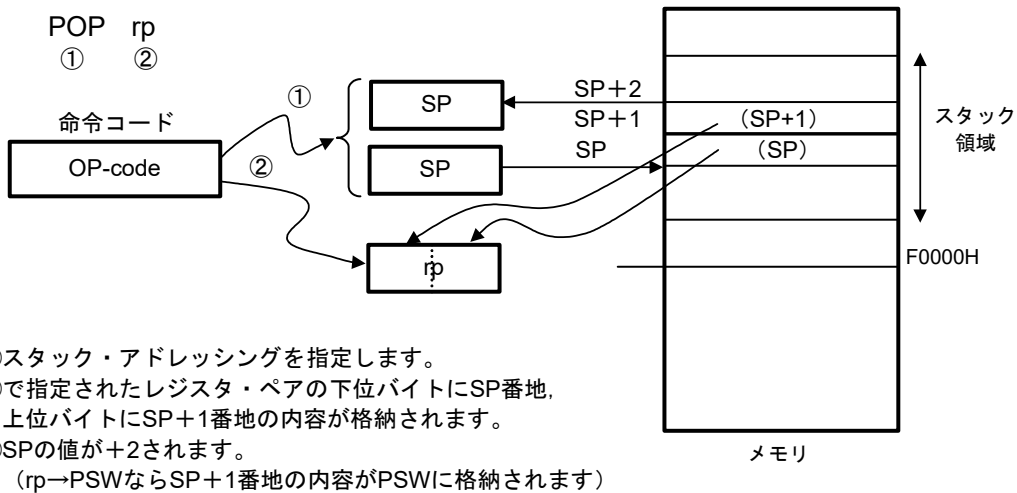 POP rp
① ②
命令コード
OP-code
①
②
SP
SP
rp
SP+2
SP+1
SP
(SP+1)
(SP)
スタック
領域
F0000H
メモリ
スタック・アドレッシングを指定します。
で指定されたレジスタ・ペアの下位バイトにSP番地,
上位バイトにSP+1番地の内容が格納されます。
SPの値が+2されます。
(rp→PSWならSP+1番地の内容がPSWに格納されます)